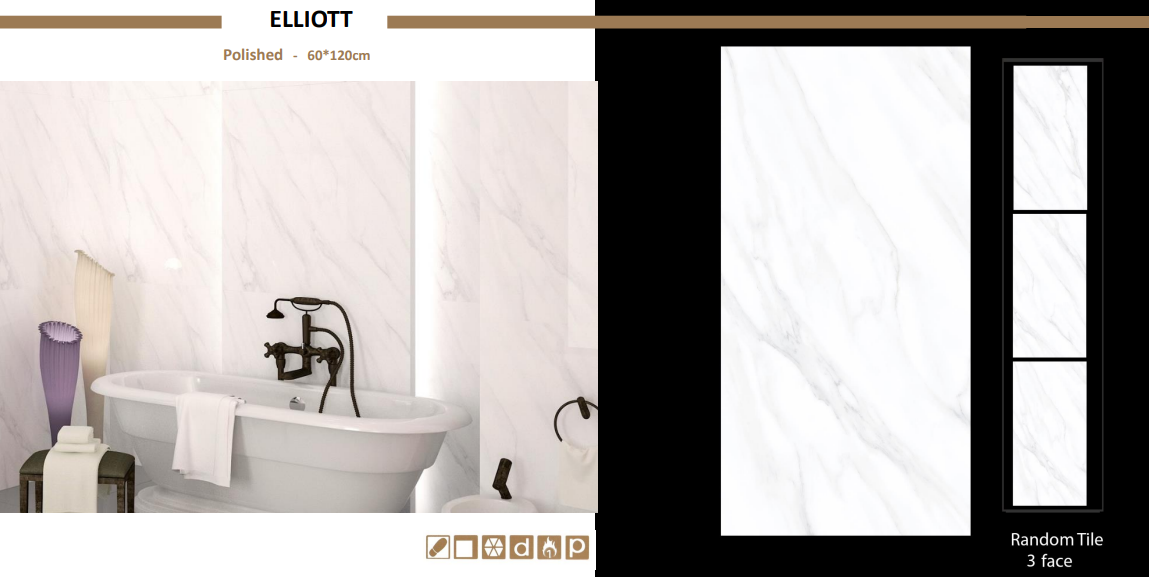 ELLIOTT
Polished - 60*120cm
d p
Random Tile
3 face